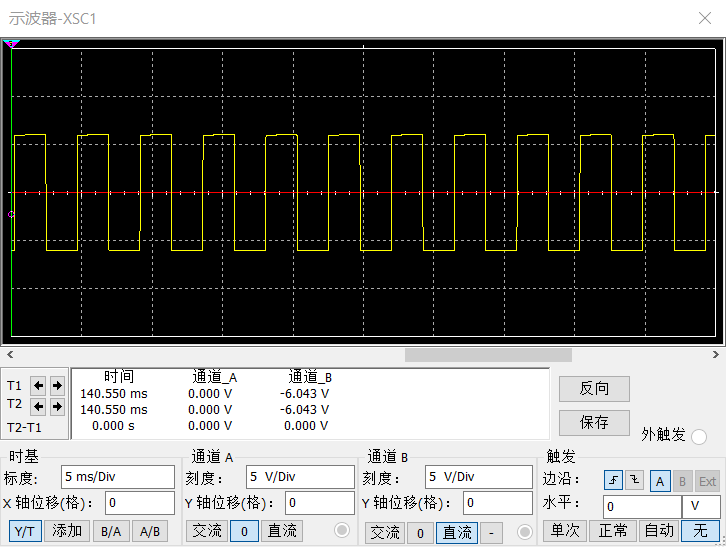 示波器-XSC1
时间 通道_A 通道_B
T1 140.550 ms 0.000 V -6.043 V
T2 140.550 ms 0.000 V -6.043 V
T2-T1 0.000 s 0.000 V 0.000 V
反向
保存
外触发
时基 通道 A 通道 B 触发
标度: 5 ms/Div 刻度: 5 V/Div 刻度: 5 V/Div 边沿: A B Ext
X 轴位移(格): 0 Y 轴位移(格): 0 Y 轴位移(格): 0 水平: 0 V
Y/T 添加 B/A A/B 交流 0 直流 交流 0 直流 - 单次 正常 自动 无